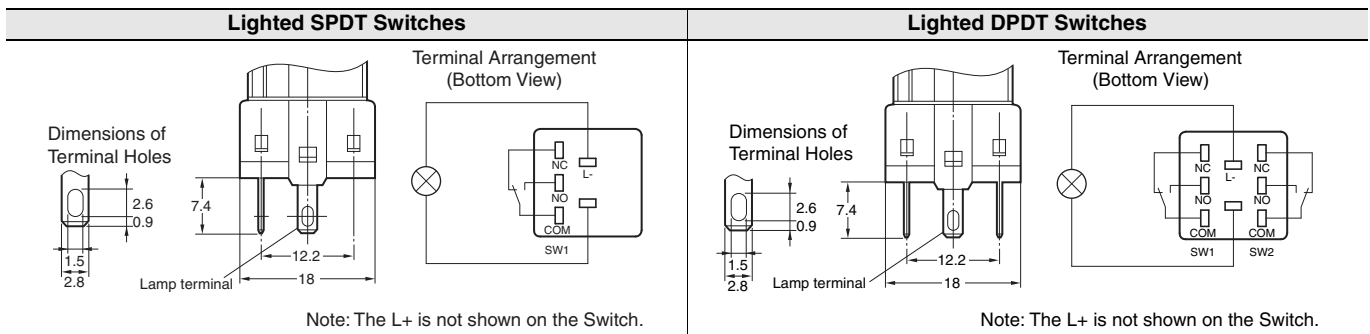 Lighted SPDT Switches
Terminal Arrangement
(Bottom View)
Dimensions of
Terminal Holes
2.6
0.9
1.5
2.8
7.4
12.2
18
Lamp terminal
NC
L-
NO
COM
SW1
Note: The L+ is not shown on the Switch.
Lighted DPDT Switches
Terminal Arrangement
(Bottom View)
Dimensions of
Terminal Holes
2.6
0.9
1.5
2.8
7.4
12.2
18
Lamp terminal
NC
L-
NC
NO
NO
COM
COM
SW1
SW2
Note: The L+ is not shown on the Switch.